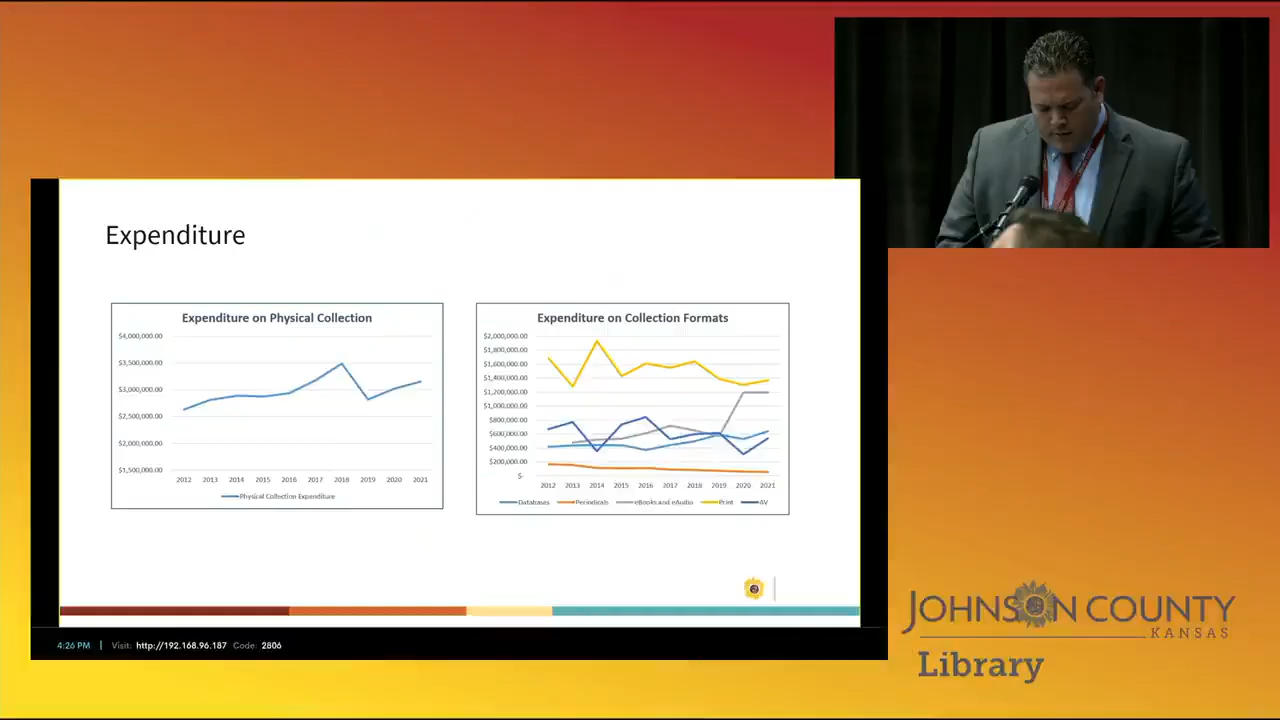 Expenditure
Expenditure on Physical Collection
$4,000,000.00
$3,500,000.00
$3,000,000.00
$2,500,000.00
$2,000,000.00
$1,500,000.00
2012 2013 2014 2015 2016 2017 2018 2019 2020 2021
Physical Collection Expenditure
Expenditure on Collection Formats
$2,000,000.00
$1,800,000.00
$1,600,000.00
$1,400,000.00
$1,200,000.00
$1,000,000.00
$800,000.00
$600,000.00
$400,000.00
$200,000.00
$-
2012 2013 2014 2015 2016 2017 2018 2019 2020 2021
Databases Periodicals eBooks and eAudio Print AV
4:26 PM | Visit: http://192.168.96.187 Code: 2806
JOHNSON COUNTY
KANSAS
Library